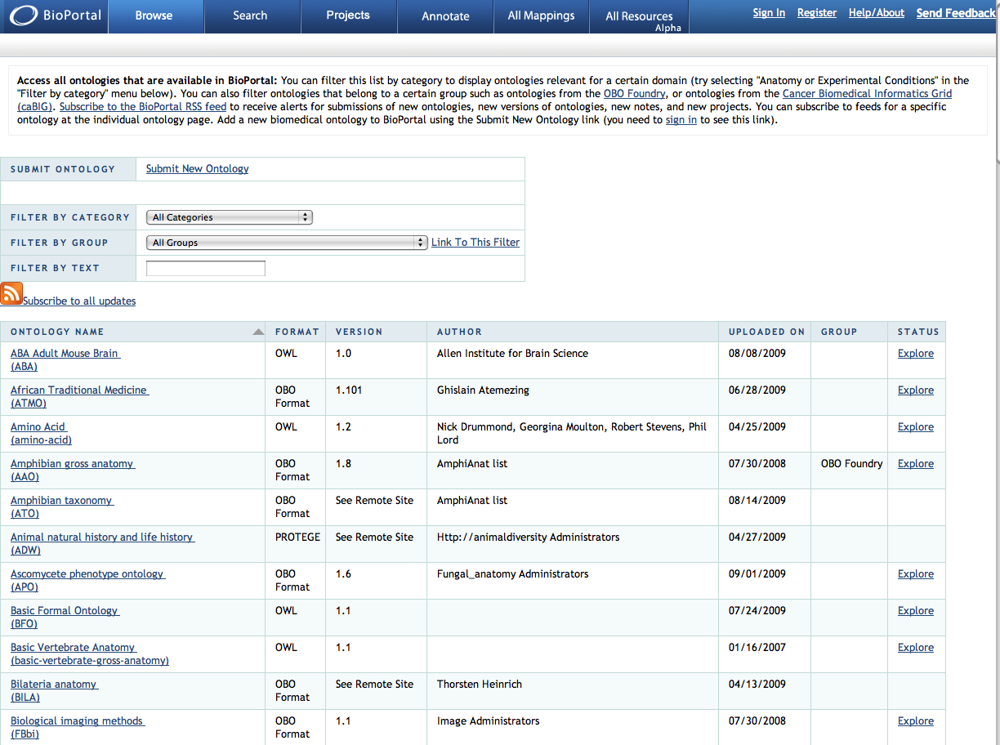 BioPortal Browse Search Projects Annotate All Mappings All Resources Sign In Register Help/About Send Feedback
Alpha
Access all ontologies that are available in BioPortal: You can filter this list by category to display ontologies relevant for a certain domain (try selecting "Anatomy or Experimental Conditions" in the
"Filter by category" menu below). You can also filter ontologies that belong to a certain group such as ontologies from the OBO Foundry, or ontologies from the Cancer Biomedical Informatics Grid
(caBIG). Subscribe to the BioPortal RSS feed to receive alerts for submissions of new ontologies, new versions of ontologies, new notes, and new projects. You can subscribe to feeds for a specific
ontology at the individual ontology page. Add a new biomedical ontology to BioPortal using the Submit New Ontology link (you need to sign in to see this link).
SUBMIT ONTOLOGY Submit New Ontology
FILTER BY CATEGORY All Categories
FILTER BY GROUP All Groups Link To This Filter
FILTER BY TEXT
Subscribe to all updates
ONTOLOGY NAME FORMAT VERSION AUTHOR UPLOADED ON GROUP STATUS
ABA Adult Mouse Brain OWL 1.0 Allen Institute for Brain Science 08/08/2009 Explore
(ABA)
African Traditional Medicine OBO 1.101 Ghislain Atemezing 06/28/2009 Explore
(ATMO) Format
Amino Acid OWL 1.2 Nick Drummond, Georgina Moulton, Robert Stevens, Phil 04/25/2009 Explore
(amino-acid) Lord
Amphibian gross anatomy OBO 1.8 AmphiAnat list 07/30/2008 OBO Foundry Explore
(AAO) Format
Amphibian taxonomy OBO See Remote Site AmphiAnat list 08/14/2009
(ATO) Format
Animal natural history and life history PROTEGE See Remote Site Http://animaldiversity Administrators 04/27/2009
(ADW)
Ascomycete phenotype ontology OBO 1.6 Fungal_anatomy Administrators 09/01/2009 Explore
(APO) Format
Basic Formal Ontology OWL 1.1 07/24/2009 Explore
(BFO)
Basic Vertebrate Anatomy OWL 1.1 01/16/2007 Explore
(basic-vertebrate-gross-anatomy)
Bilateria anatomy OBO See Remote Site Thorsten Heinrich 04/13/2009
(BILA) Format
Biological imaging methods OBO 1.1 Image Administrators 07/30/2008 Explore
(FBbi) Format